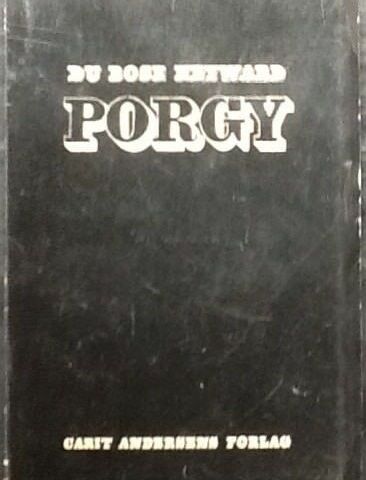 DU BOSE HEYWARD
PORGY
CARIT ANDERSENS FORLAG